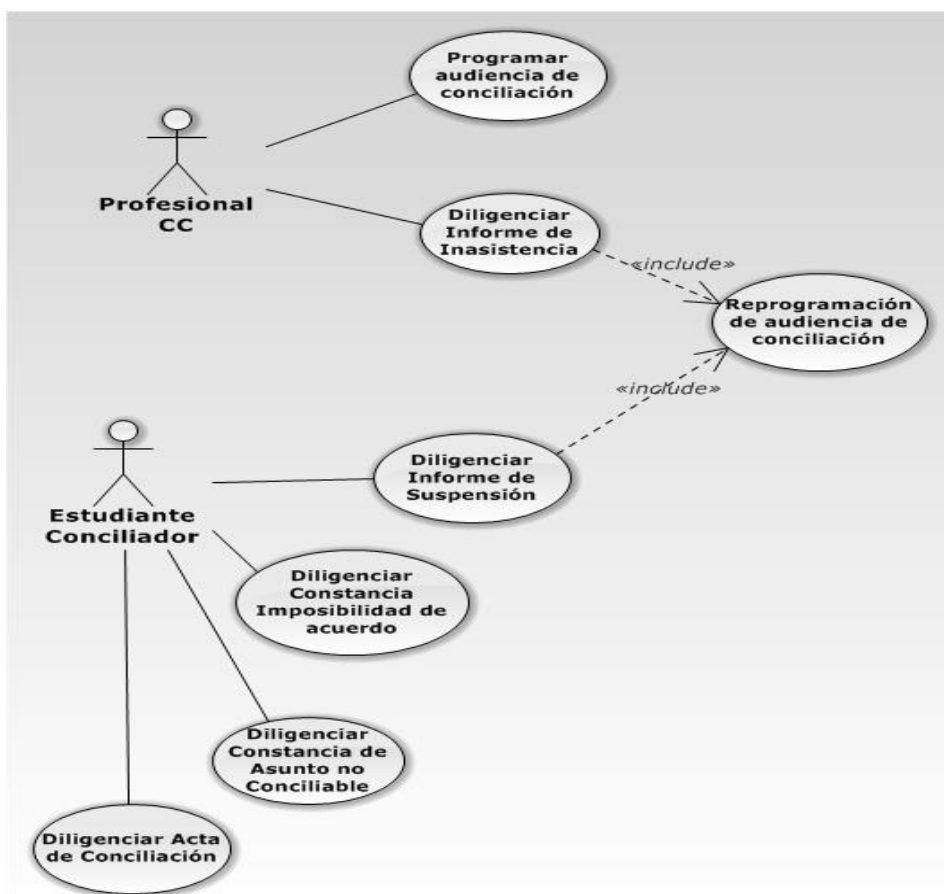 Programar
audiencia de
conciliación
Profesional
CC
Diligenciar
Informe de
Inasistencia
«include»
Reprogramación
de audiencia de
conciliación
«include»
Diligenciar
Informe de
Suspensión
Estudiante
Conciliador
Diligenciar
Constancia
Imposibilidad de
acuerdo
Diligenciar
Constancia de
Asunto no
Conciliable
Diligenciar Acta
de Conciliación